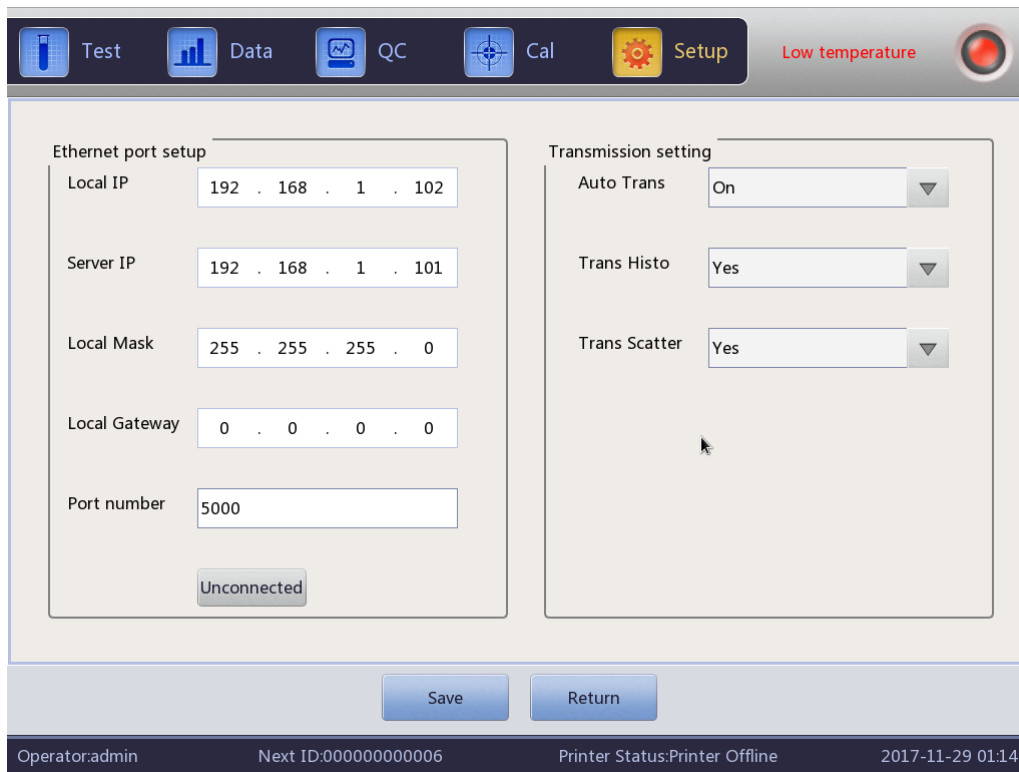 Test Data QC Cal Setup Low temperature
Ethernet port setup
Local IP 192 . 168 . 1 . 102
Server IP 192 . 168 . 1 . 101
Local Mask 255 . 255 . 255 . 0
Local Gateway 0 . 0 . 0 . 0
Port number 5000
Unconnected
Transmission setting
Auto Trans On
Trans Histo Yes
Trans Scatter Yes
Save Return
Operator:admin Next ID:000000000006 Printer Status:Printer Offline 2017-11-29 01:14